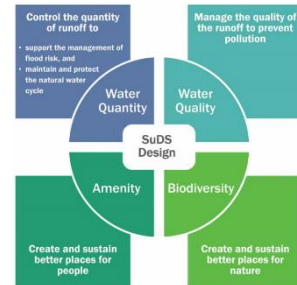 Control the quantity
of runoff to
• support the management of
flood risk, and
• maintain and protect
the natural water
cycle
Manage the quality of
the runoff to prevent
pollution
Water
Quantity
Water
Quality
SuDS
Design
Amenity
Biodiversity
Create and sustain
better places for
people
Create and sustain
better places for
nature